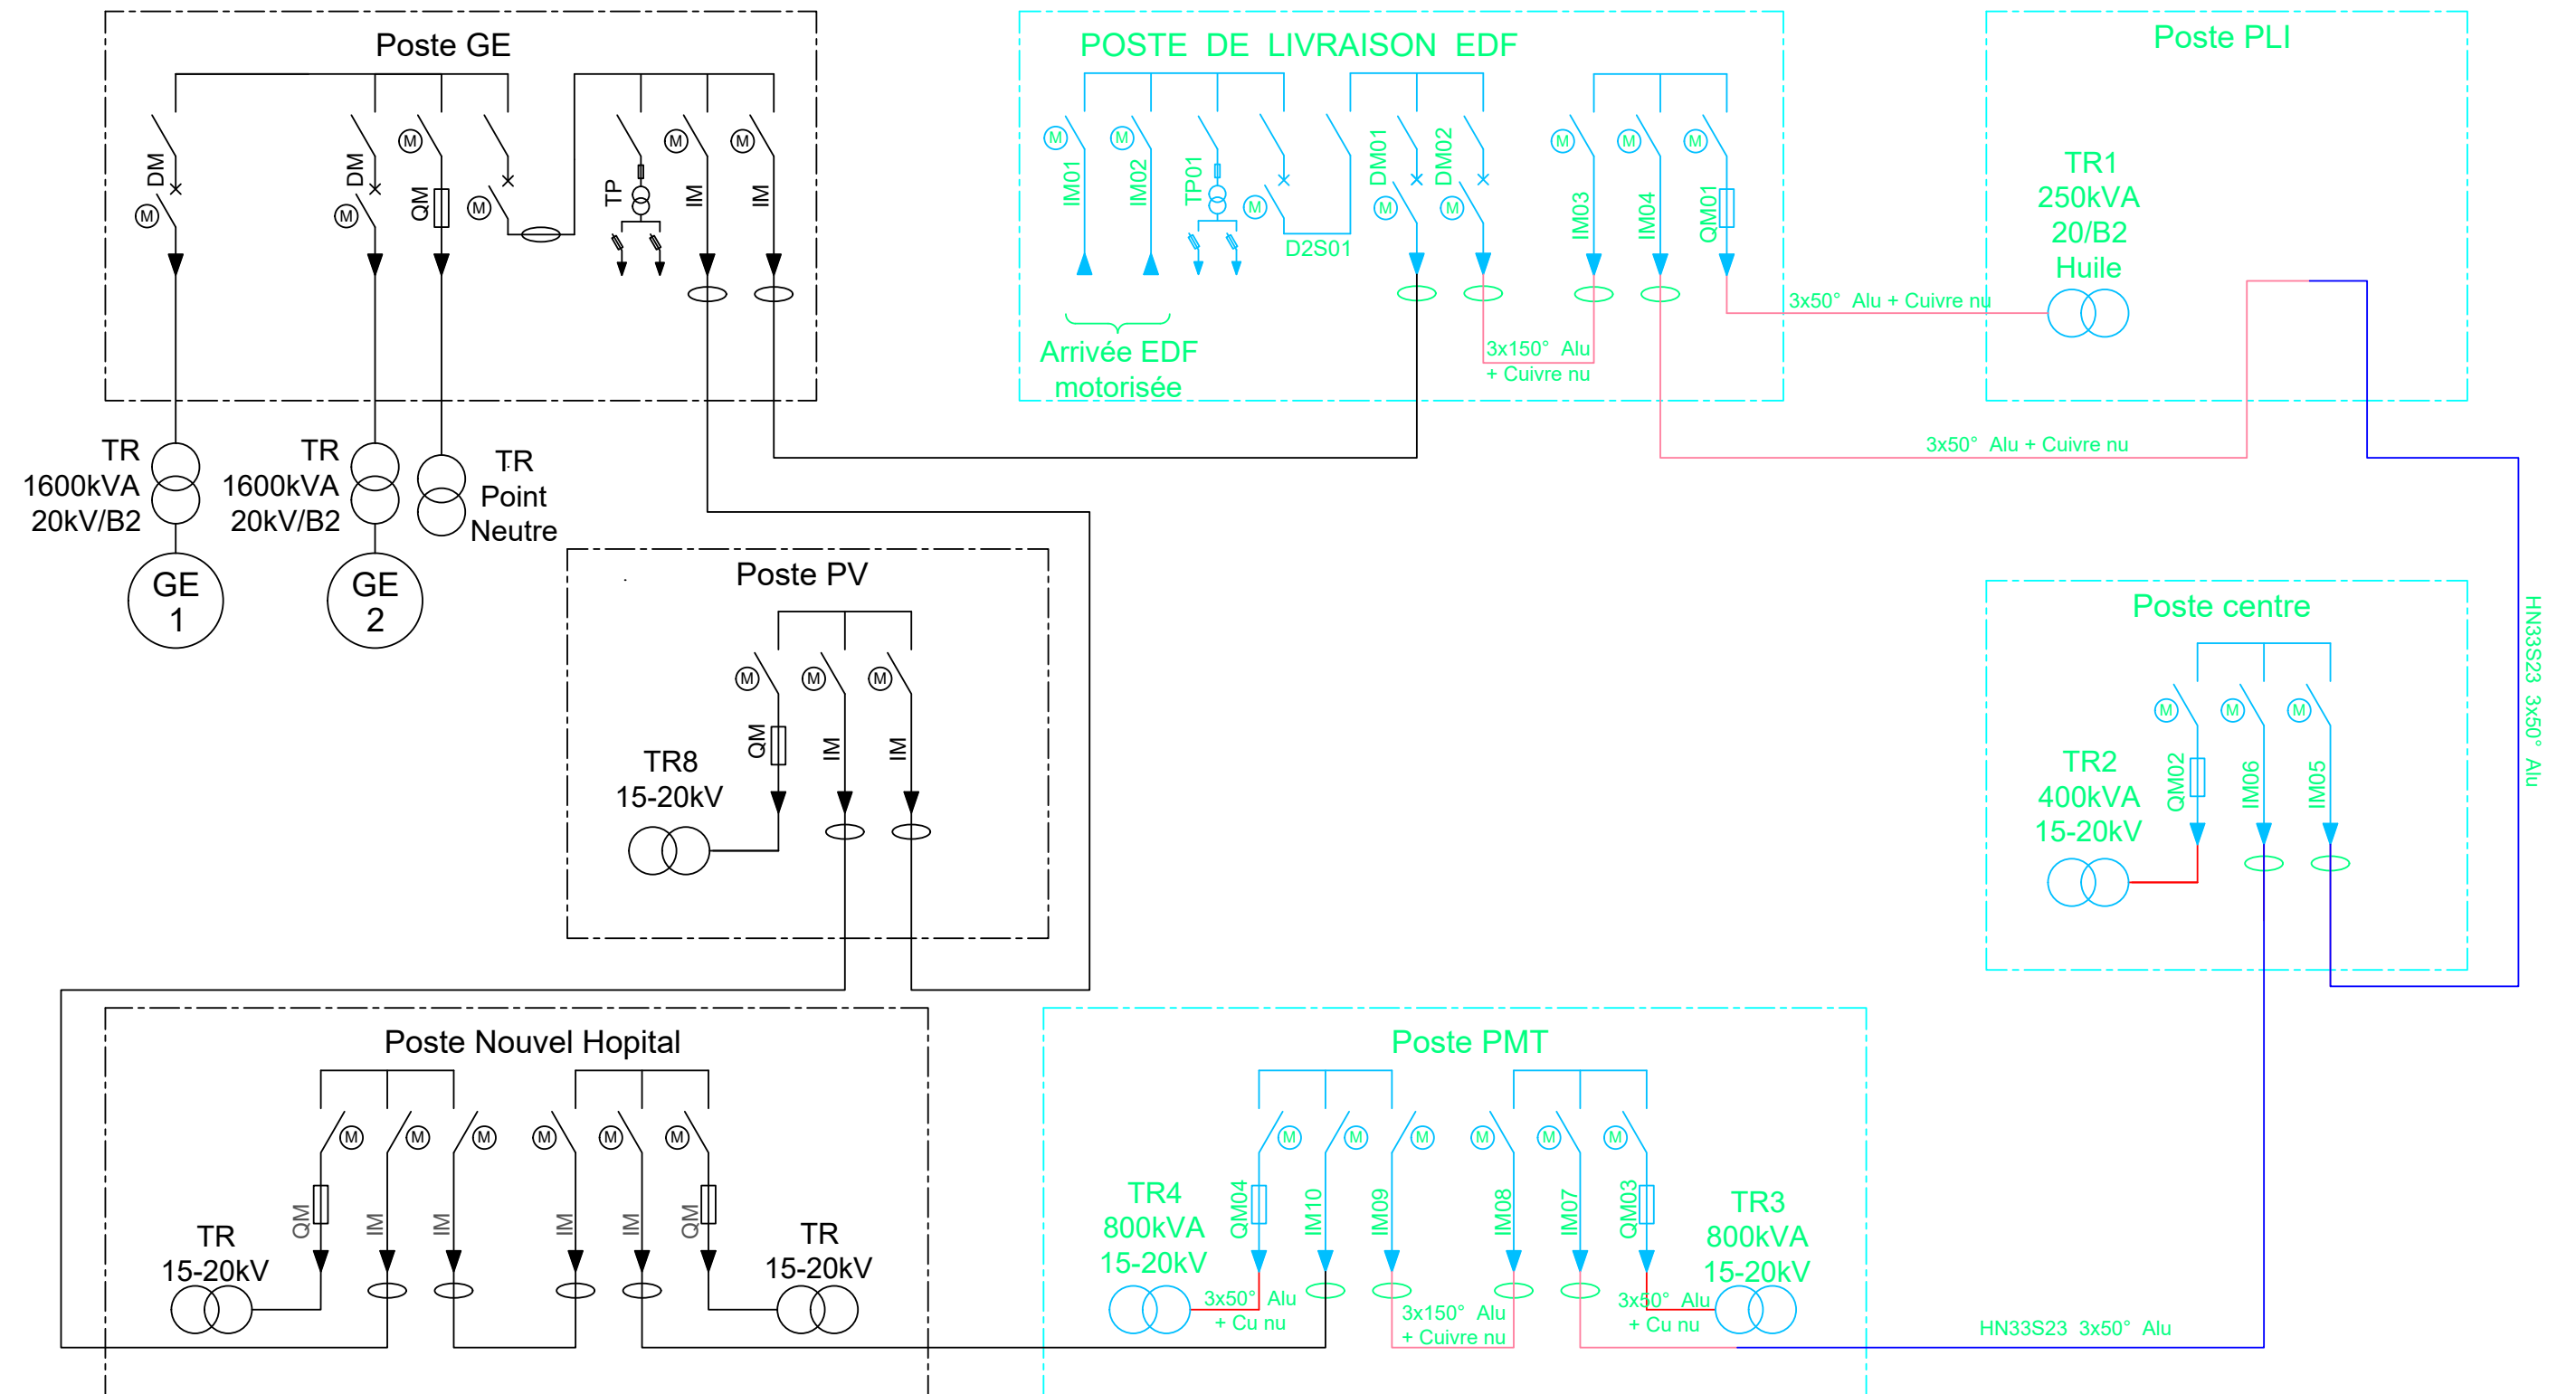 Poste GE
DM
M
DM
M
M
QM
M
TP
M
IM
M
IM
TR
1600kVA
20kV/B2
TR
1600kVA
20kV/B2
TR
Point
Neutre
GE
1
GE
2
POSTE DE LIVRAISON EDF
M
IM01
M
IM02
TP01
M
D2S01
DM01
M
DM02
M
M
IM03
M
IM04
M
QM01
Arrivée EDF
motorisée
3x150° Alu
+ Cuivre nu
3x50° Alu + Cuivre nu
Poste PLI
TR1
250kVA
20/B2
Huile
3x50° Alu + Cuivre nu
Poste PV
M
QM
M
IM
M
IM
TR8
15-20kV
Poste centre
M
QM02
M
IM06
M
IM05
TR2
400kVA
15-20kV
HN33S23 3x50° Alu
Poste Nouvel Hopital
M
M
M
M
M
M
QM
IM
IM
IM
IM
QM
TR
15-20kV
TR
15-20kV
Poste PMT
M
M
M
M
M
M
QM04
IM10
IM09
IM08
IM07
QM03
TR4
800kVA
15-20kV
TR3
800kVA
15-20kV
3x50° Alu
+ Cu nu
3x150° Alu
+ Cuivre nu
3x50° Alu
+ Cu nu
HN33S23 3x50° Alu